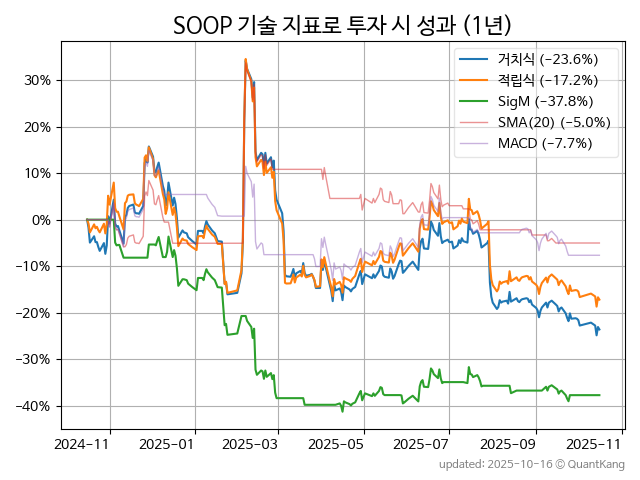 SOOP 기술 지표로 투자 시 성과 (1년)
거치식 (−23.6%)
적립식 (−17.2%)
SigM (−37.8%)
SMA(20) (−5.0%)
MACD (−7.7%)
30%
20%
10%
0%
−10%
−20%
−30%
−40%
2024-11 2025-01 2025-03 2025-05 2025-07 2025-09 2025-11
updated: 2025-10-16 © QuantKang